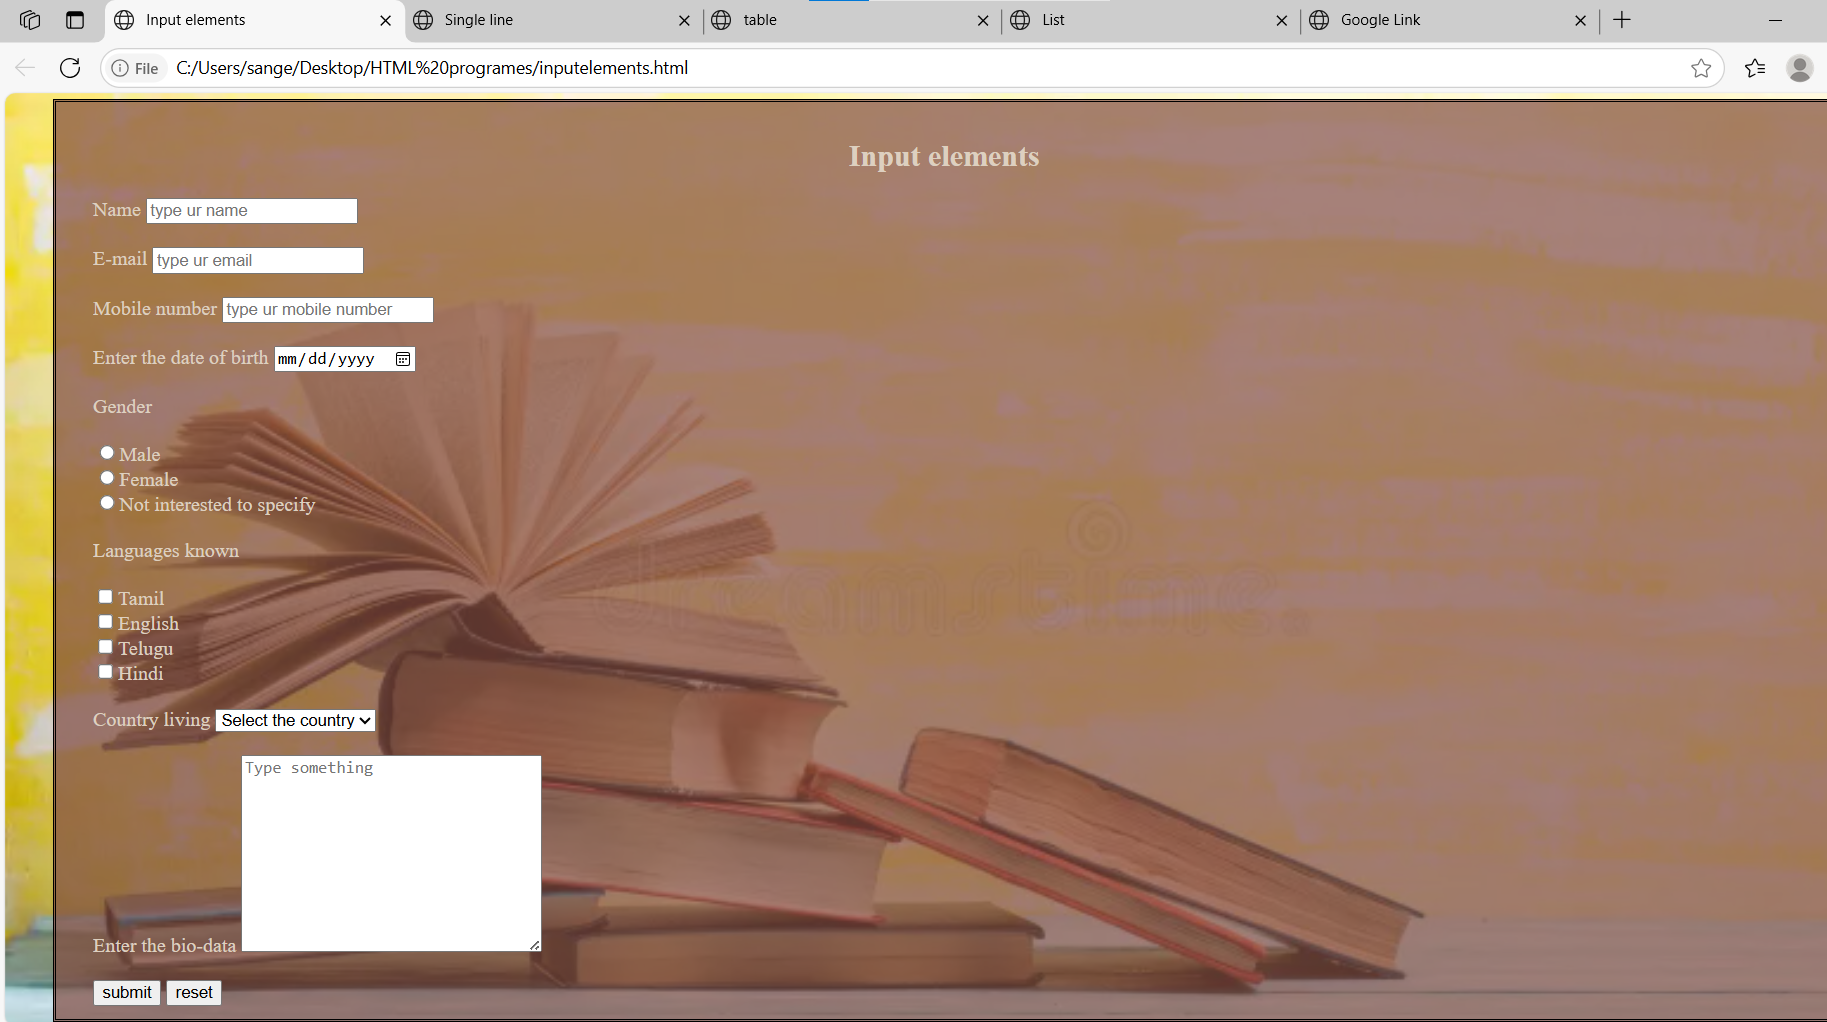 Input elements
Single line
table
List
Google Link
File C:/Users/sange/Desktop/HTML%20programes/inputelements.html
Input elements
Name type ur name
E-mail type ur email
Mobile number type ur mobile number
Enter the date of birth mm/dd/yyyy
Gender
Male
Female
Not interested to specify
Languages known
Tamil
English
Telugu
Hindi
Country living Select the country
Type something
Enter the bio-data
submit reset
dreamstime